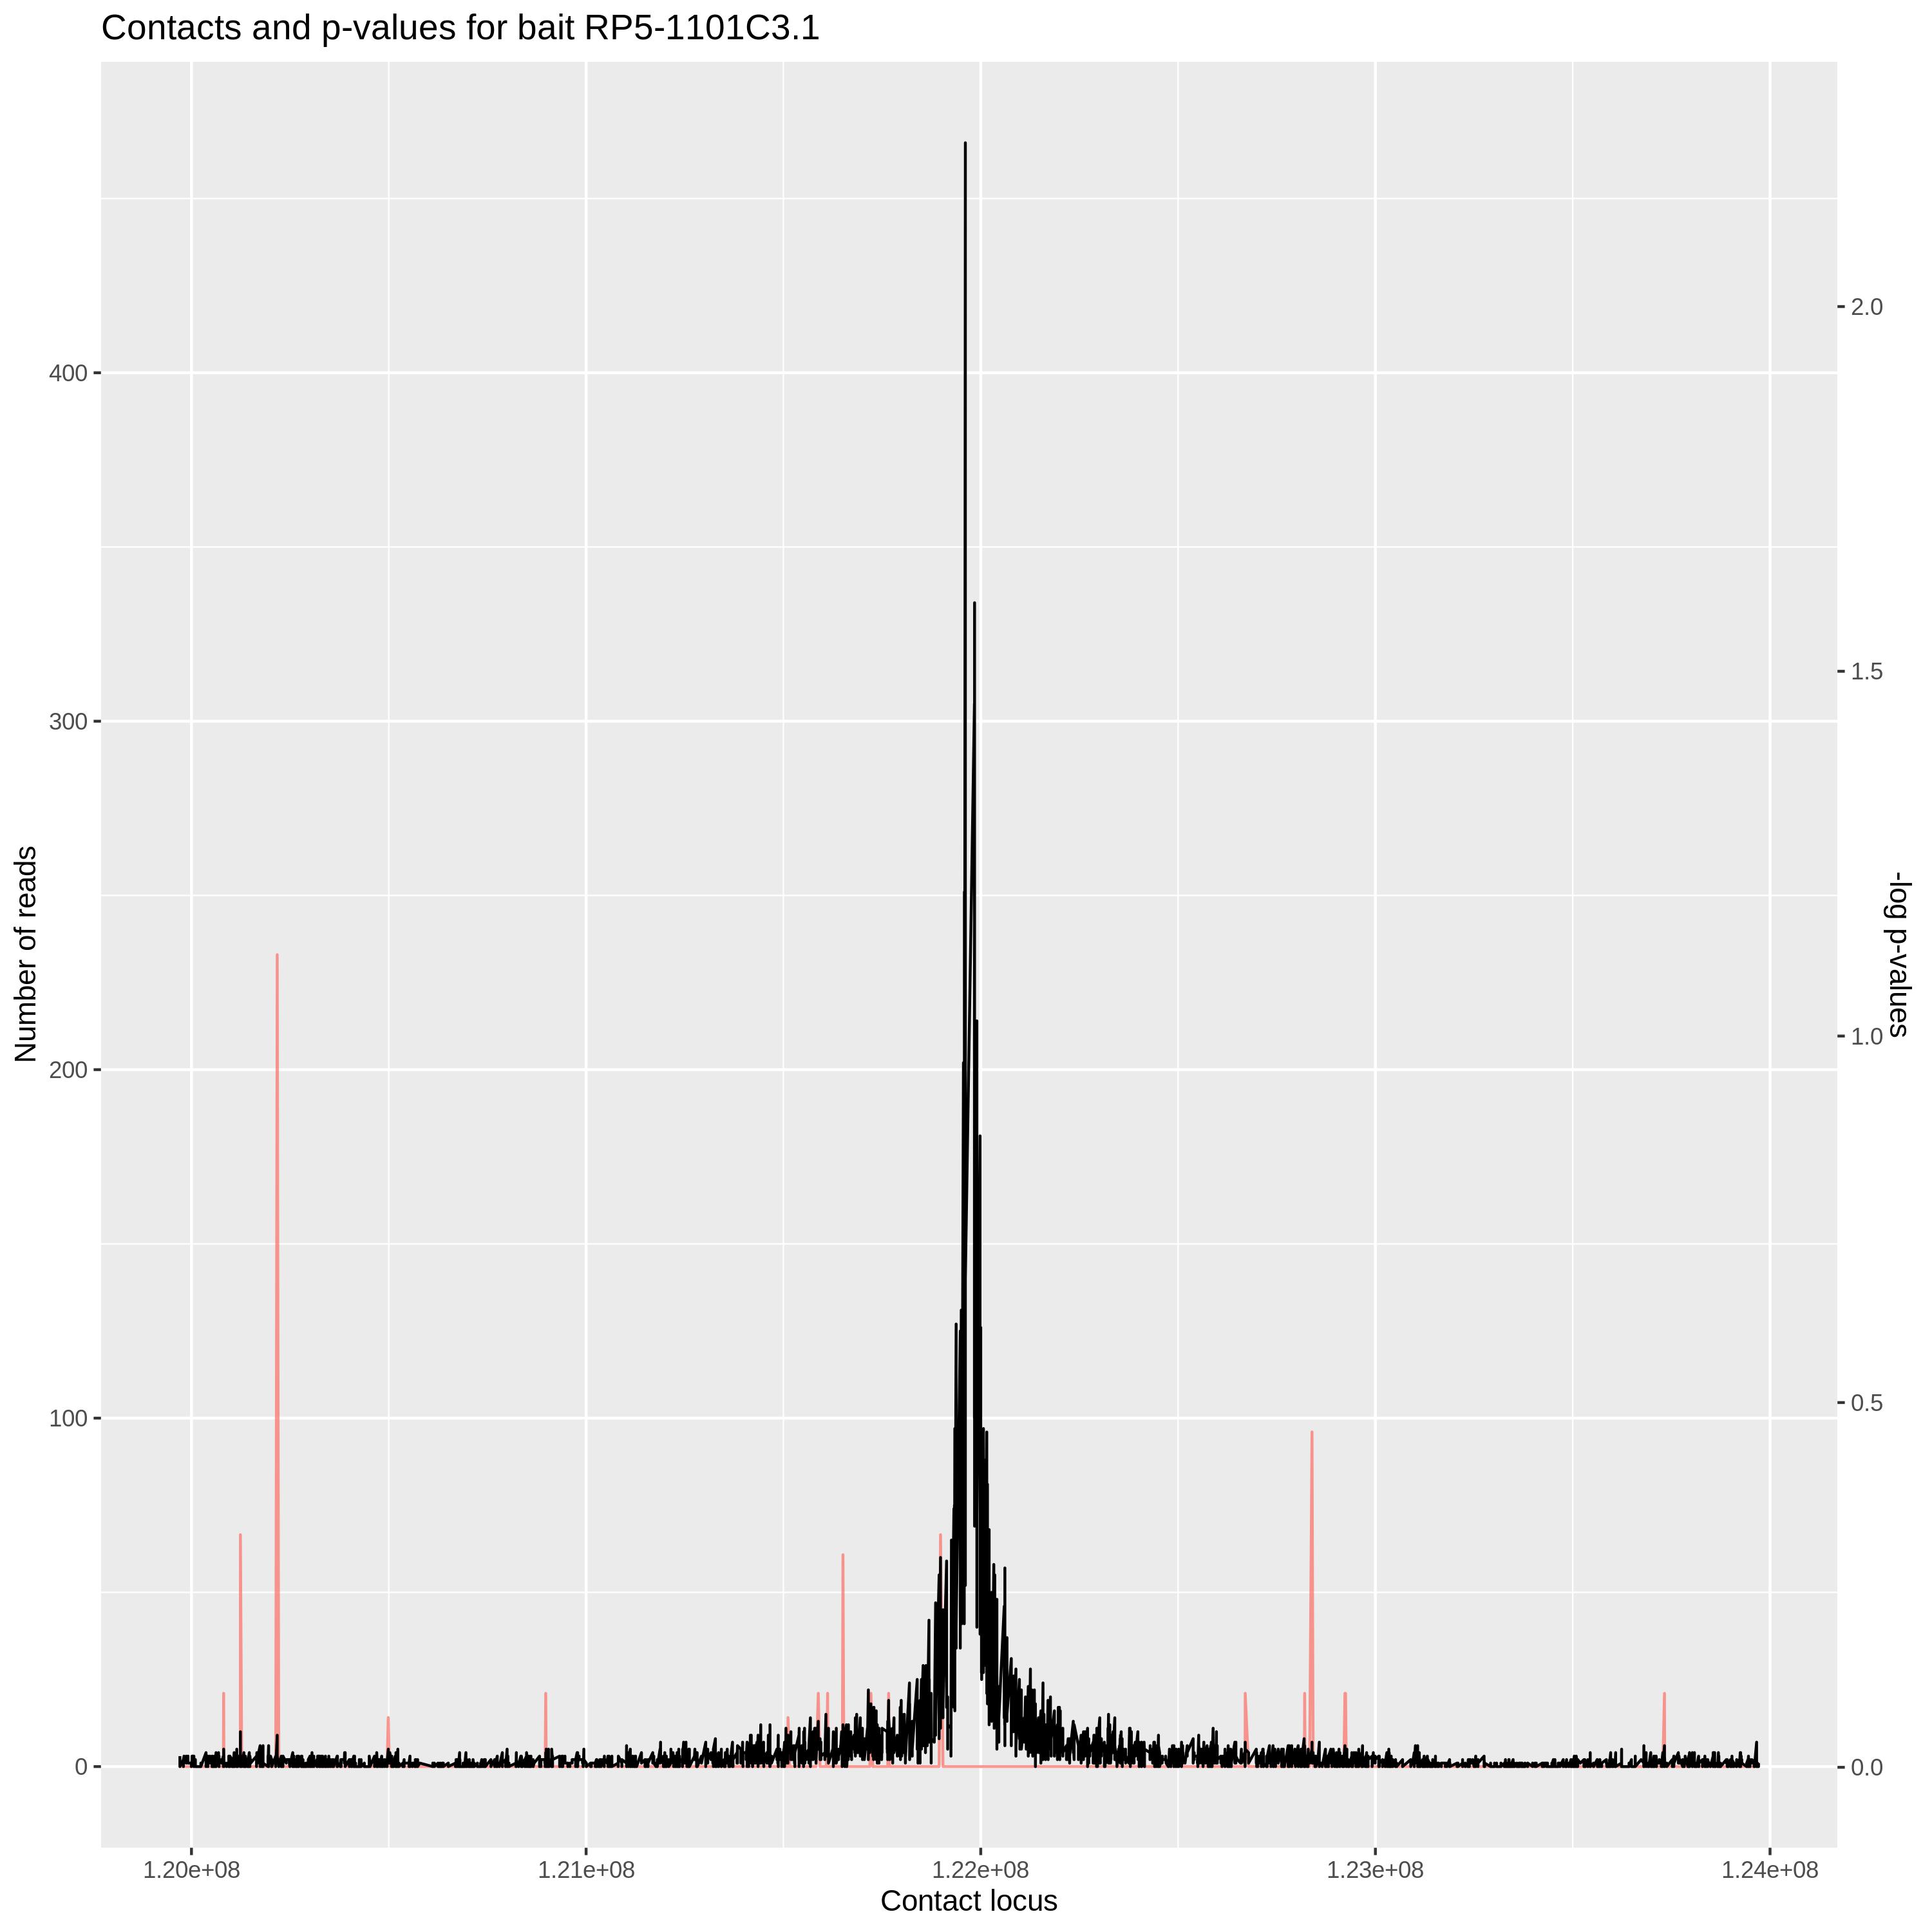 Contacts and p-values for bait RP5-1101C3.1
Number of reads
400
300
200
100
0
2.0
1.5
1.0
0.5
0.0
-log p-values
1.20e+08
1.21e+08
1.22e+08
1.23e+08
1.24e+08
Contact locus